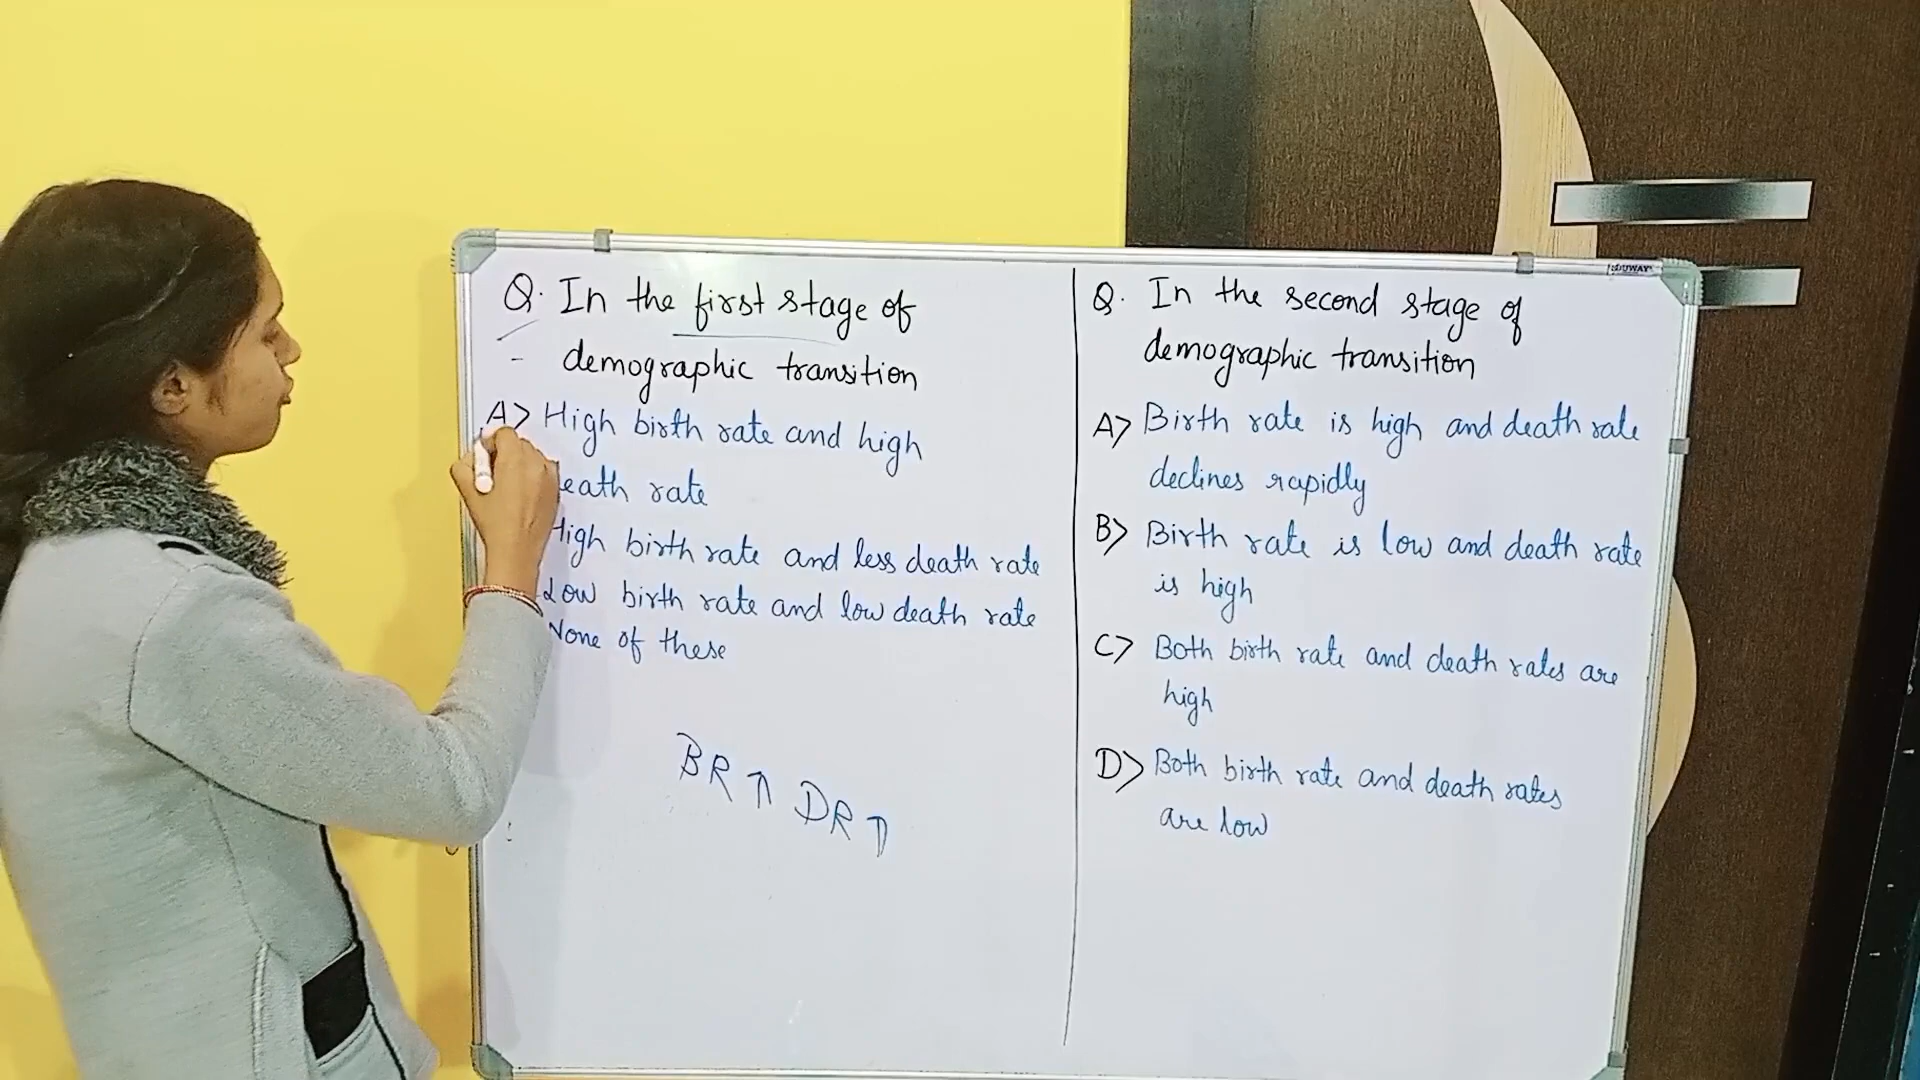 Q. In the first stage of
demographic transition
A> High birth rate and high
eath rate
High birth rate and less death rate
Low birth rate and low death rate
None of these
BR↑ DR↑
Q. In the second stage of
demographic transition
A> Birth rate is high and death rate
declines rapidly
B> Birth rate is low and death rate
is high
C> Both birth rate and death rates are
high
D> Both birth rate and death rates
are low